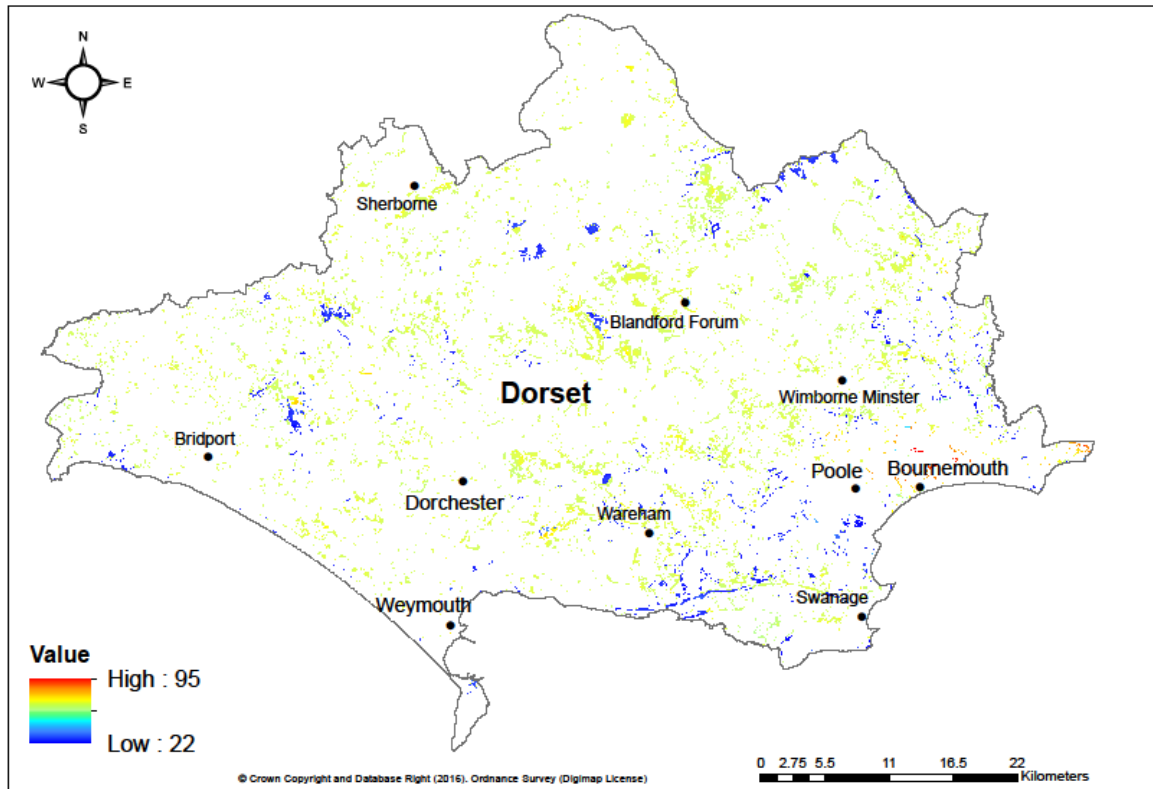 N
W E
S
Sherborne
Blandford Forum
Dorset
Wimborne Minster
Bridport
Poole
Bournemouth
Dorchester
Wareham
Swanage
Weymouth
Value
High : 95
Low : 22
0 2.75 5.5 11 16.5 22
Kilometers
© Crown Copyright and Database Right (2016). Ordnance Survey (Digimap License)